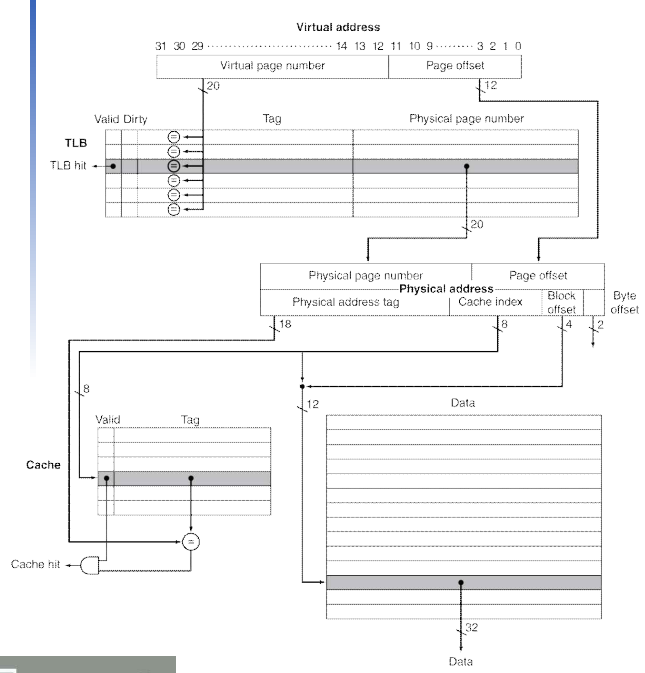 Virtual address
31 30 29 ··························· 14 13 12 11 10 9 ········ 3 2 1 0
Virtual page number Page offset
20 12
Valid Dirty Tag Physical page number
TLB
=
=
TLB hit =
=
=
=
20
Physical page number Page offset
Physical address
Physical address tag Cache index Block offset Byte offset
18 8 4 2
8
12 Data
Valid Tag
Cache
=
Cache hit
32
Data